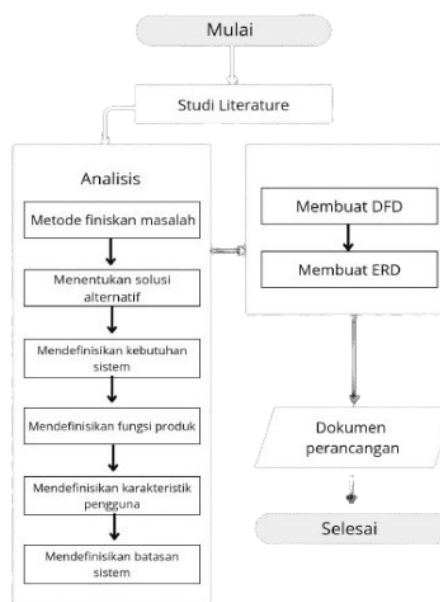 Mulai
Studi Literature
Analisis
Metode finiskan masalah
Menentukan solusi
alternatif
Mendefinisikan kebutuhan
sistem
Mendefinisikan fungsi produk
Mendefinisikan karakteristik
pengguna
Mendefinisikan batasan
sistem
Membuat DFD
Membuat ERD
Dokumen
perancangan
Selesai